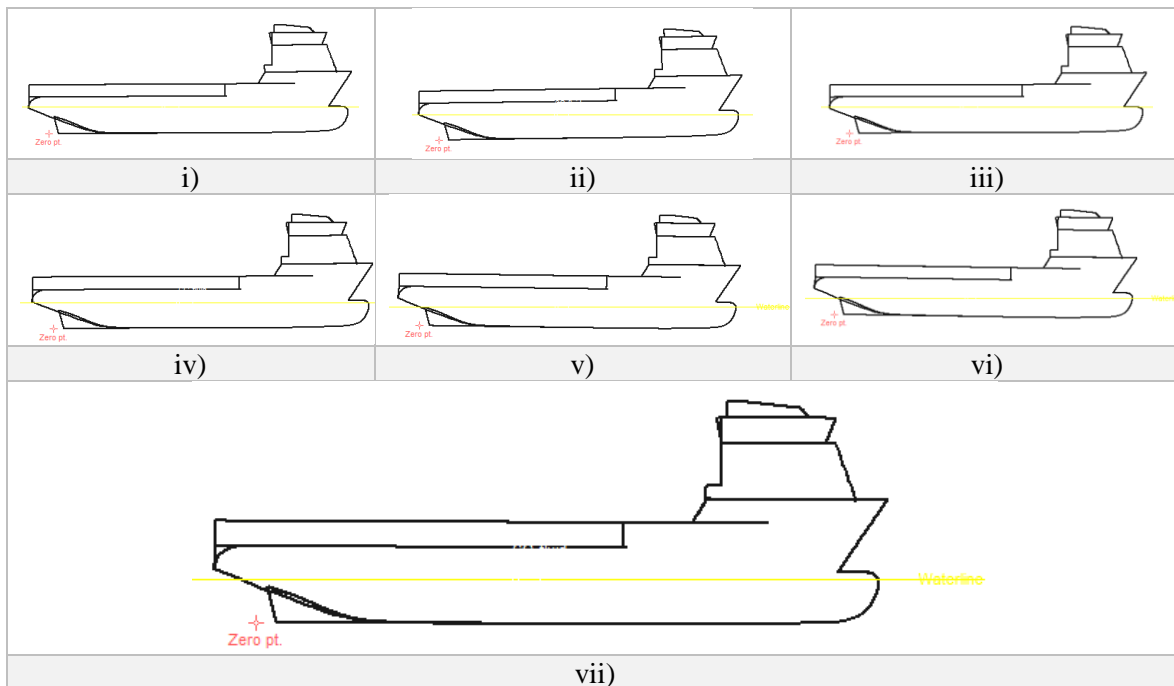 Zero pt.
Zero pt.
Zero pt.
i)
ii)
iii)
Zero pt.
Zero pt.
Zero pt.
iv)
v)
vi)
Waterline
Zero pt.
vii)